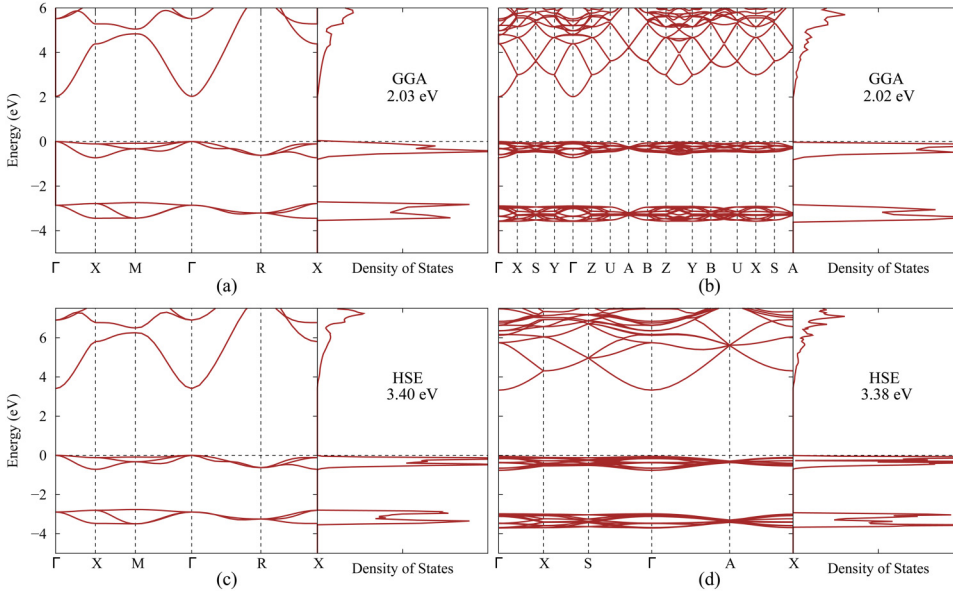 6
4
2
0
−2
−4
Energy (eV)
GGA
2.03 eV
Γ X M Γ R X Density of States
(a)
GGA
2.02 eV
Γ X S Y Γ Z U A B Z Y B U X S A Density of States
(b)
6
4
2
0
−2
−4
Energy (eV)
HSE
3.40 eV
Γ X M Γ R X Density of States
(c)
HSE
3.38 eV
Γ X S Γ A X Density of States
(d)